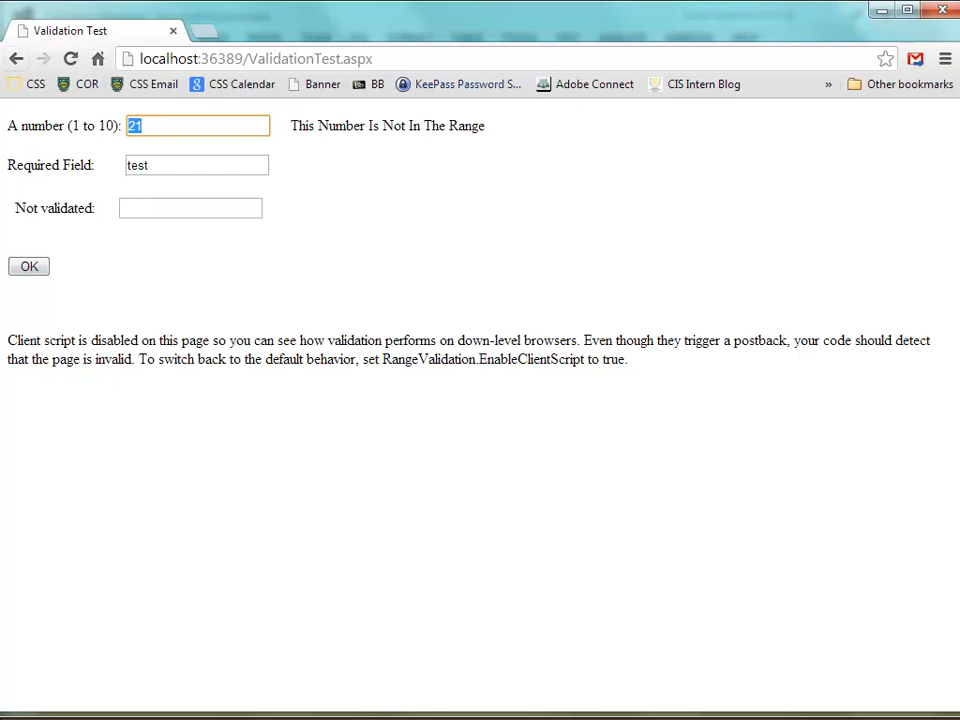 Validation Test
localhost:36389/ValidationTest.aspx
CSS COR CSS Email CSS Calendar Banner BB KeePass Password S... Adobe Connect CIS Intern Blog » Other bookmarks
A number (1 to 10): 21 This Number Is Not In The Range
Required Field: test
Not validated:
OK
Client script is disabled on this page so you can see how validation performs on down-level browsers. Even though they trigger a postback, your code should detect
that the page is invalid. To switch back to the default behavior, set RangeValidation.EnableClientScript to true.